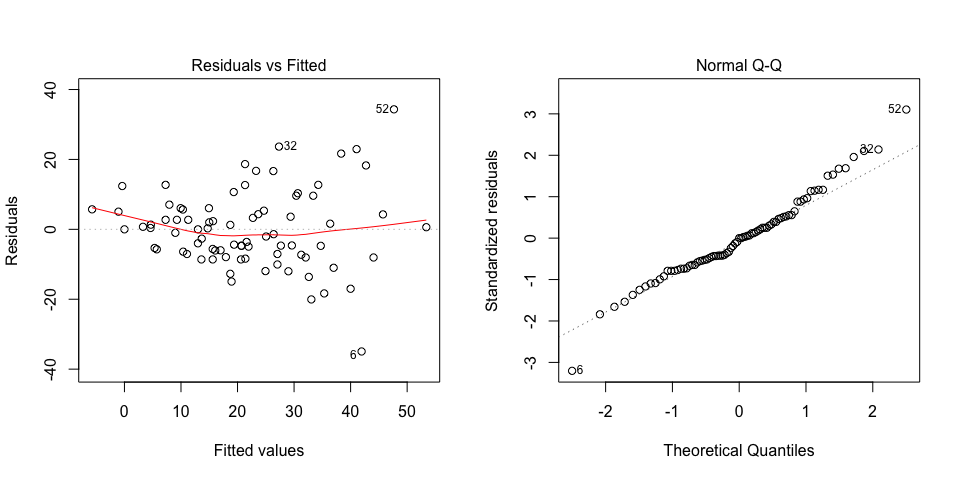 Residuals vs Fitted
Residuals
40
20
0
-20
-40
52
32
6
0 10 20 30 40 50
Fitted values
Normal Q-Q
Standardized residuals
3
2
1
0
-1
-2
-3
52
32
6
-2 -1 0 1 2
Theoretical Quantiles